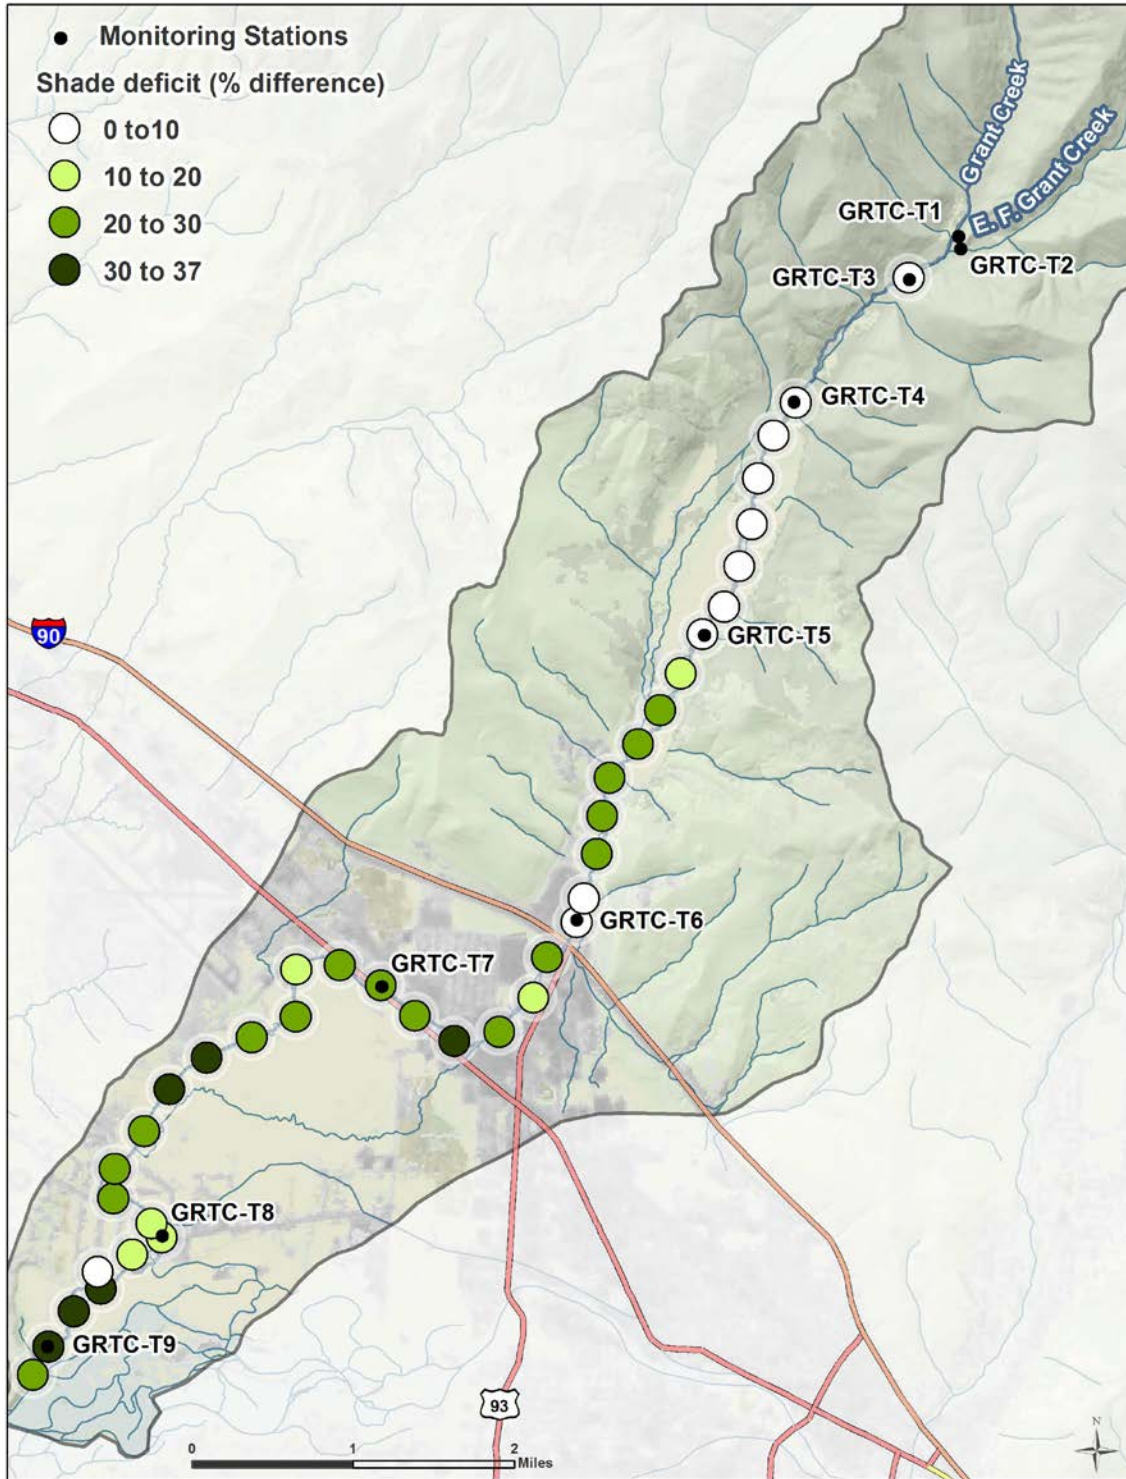 Monitoring Stations
Shade deficit (% difference)
0 to10
10 to 20
20 to 30
30 to 37
Grant Creek
E. F. Grant Creek
GRTC-T1
GRTC-T2
GRTC-T3
GRTC-T4
90
GRTC-T5
GRTC-T6
GRTC-T7
GRTC-T8
GRTC-T9
93
N
0 1 2
Miles